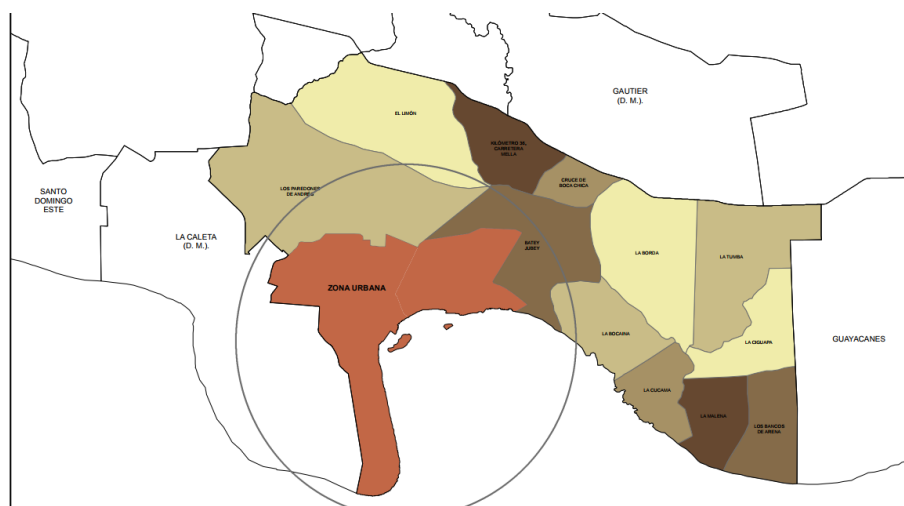 EL LIMÓN
KILÓMETRO 35,
CARRETERA
MELLA
GAUTIER
(D. M.).
CRUCE DE
BOCA CHICA
LOS PAREDONES
DE ANDRÉS
SANTO
DOMINGO
ESTE
LA CALETA
(D. M.).
BATEY
JUBEY
LA BOROA
LA TUMBA
ZONA URBANA
LA BOCAINA
LA CIGUAPA
GUAYACANES
LA CUCAMA
LA MALENA
LOS BANCOS
DE ARENA